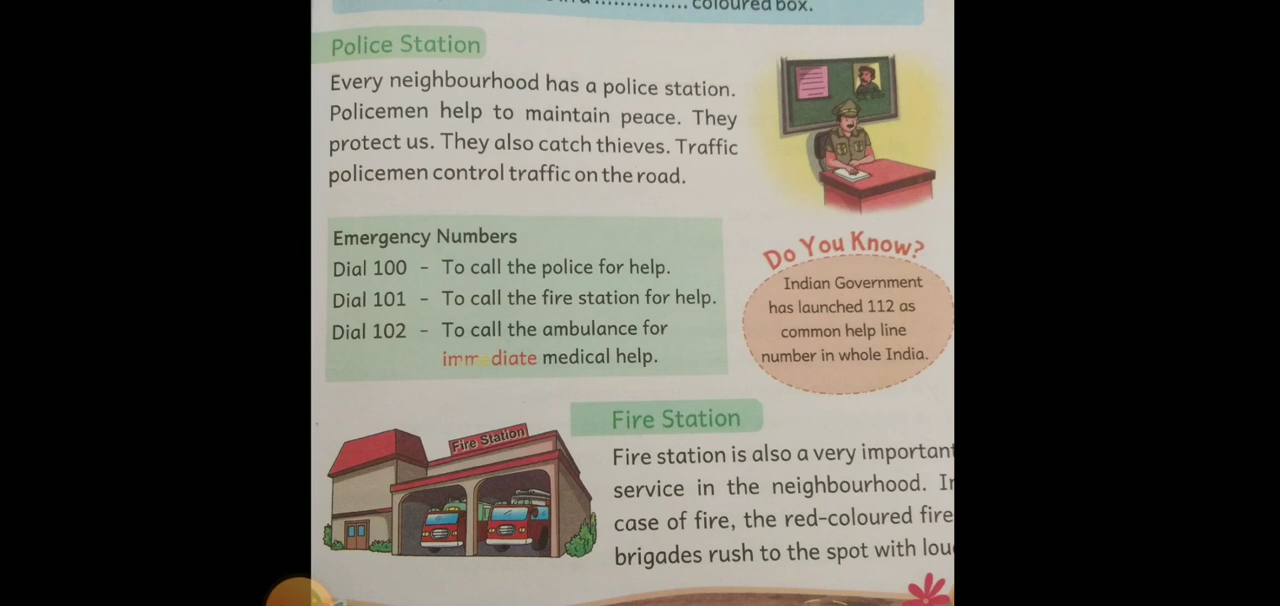 coloured box.
Police Station
Every neighbourhood has a police station.
Policemen help to maintain peace. They
protect us. They also catch thieves. Traffic
policemen control traffic on the road.
Emergency Numbers
Dial 100 - To call the police for help.
Dial 101 - To call the fire station for help.
Dial 102 - To call the ambulance for
immediate medical help.
Do You Know?
Indian Government
has launched 112 as
common help line
number in whole India.
Fire Station
Fire Station
Fire station is also a very important
service in the neighbourhood. In
case of fire, the red-coloured fire
brigades rush to the spot with